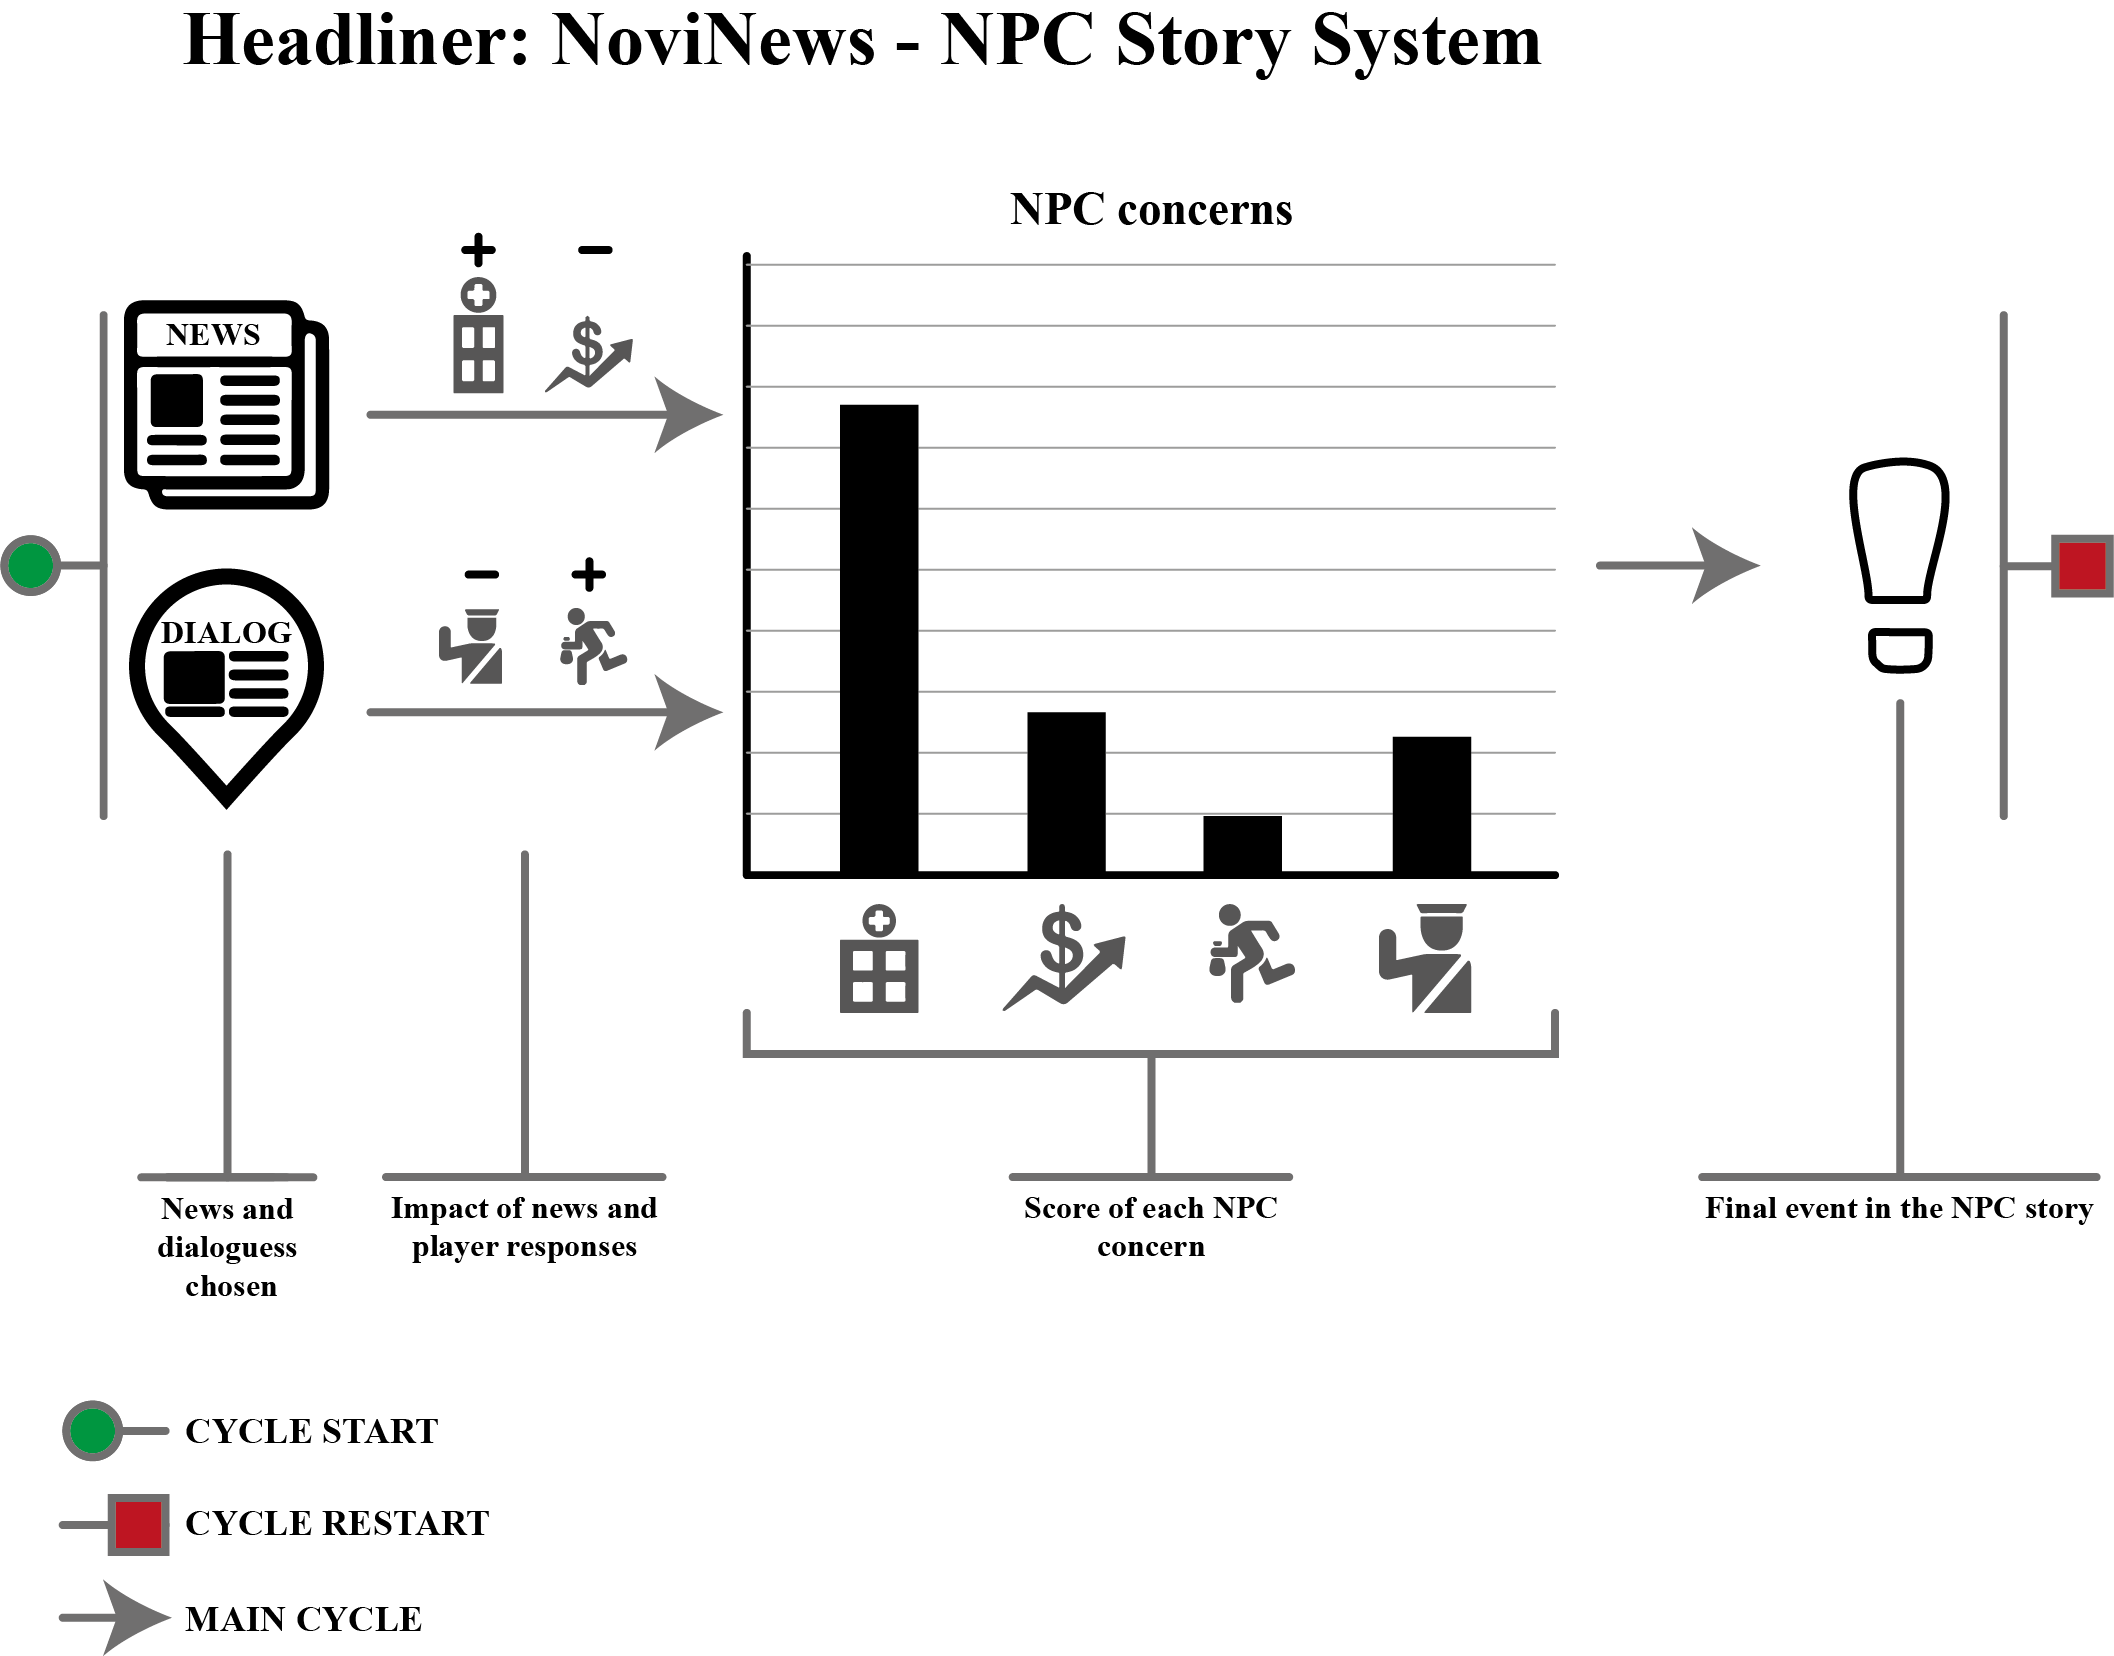 Headliner: NoviNews - NPC Story System
NPC concerns
NEWS
DIALOG
News and
dialoguess
chosen
Impact of news and
player responses
Score of each NPC
concern
Final event in the NPC story
CYCLE START
CYCLE RESTART
MAIN CYCLE